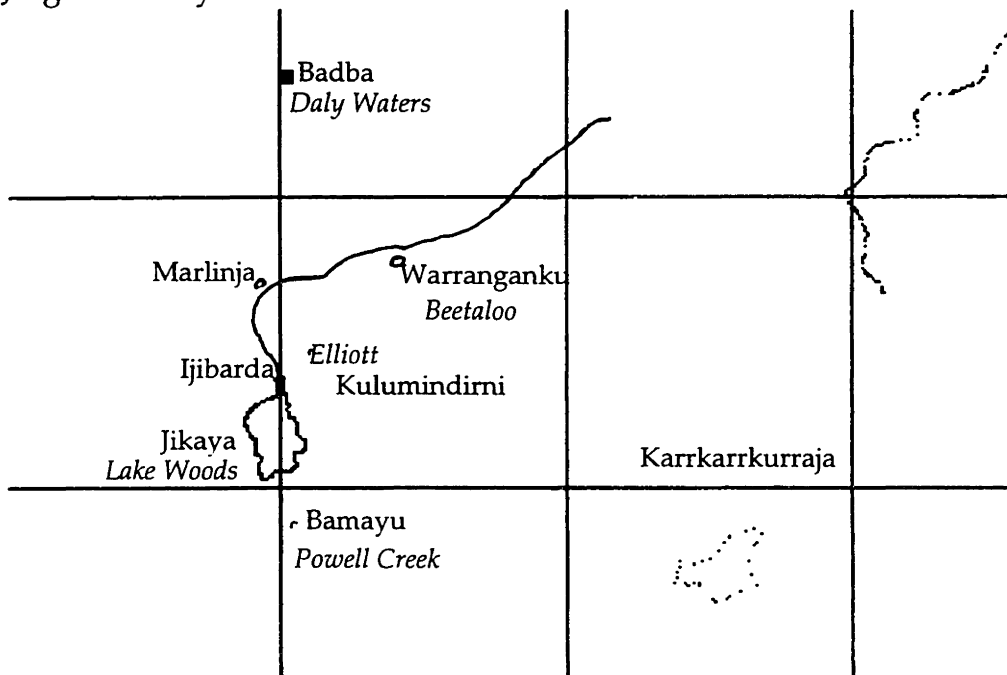 Badba
Daly Waters
Marlinja
Warranganku
Beetaloo
Elliott
Ijibarda
Kulumindirni
Jikaya
Lake Woods
Karrkarrkurraja
Bamayu
Powell Creek